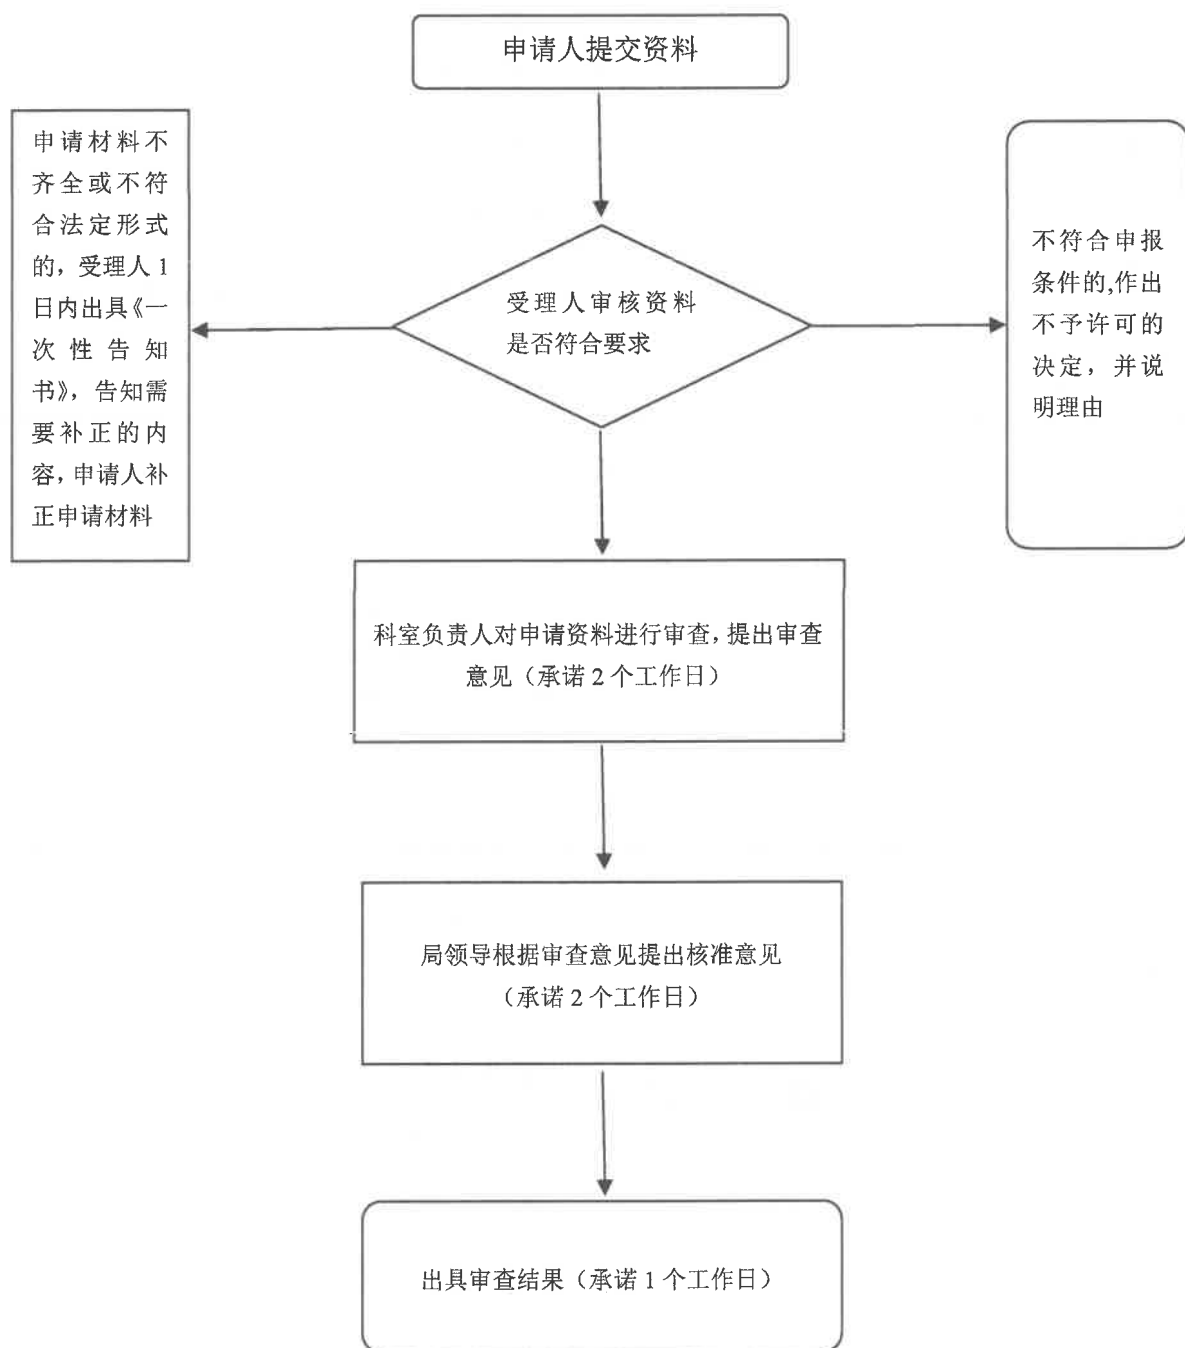 申请人提交资料
申请材料不
齐全或不符
合法定形式
的，受理人 1
日内出具《一
次性告知
书》，告知需
要补正的内
容，申请人补
正申请材料
受理人审核资料
是否符合要求
不符合申报
条件的,作出
不予许可的
决定，并说
明理由
科室负责人对申请资料进行审查，提出审查
意见（承诺 2 个工作日）
局领导根据审查意见提出核准意见
（承诺 2 个工作日）
出具审查结果（承诺 1 个工作日）